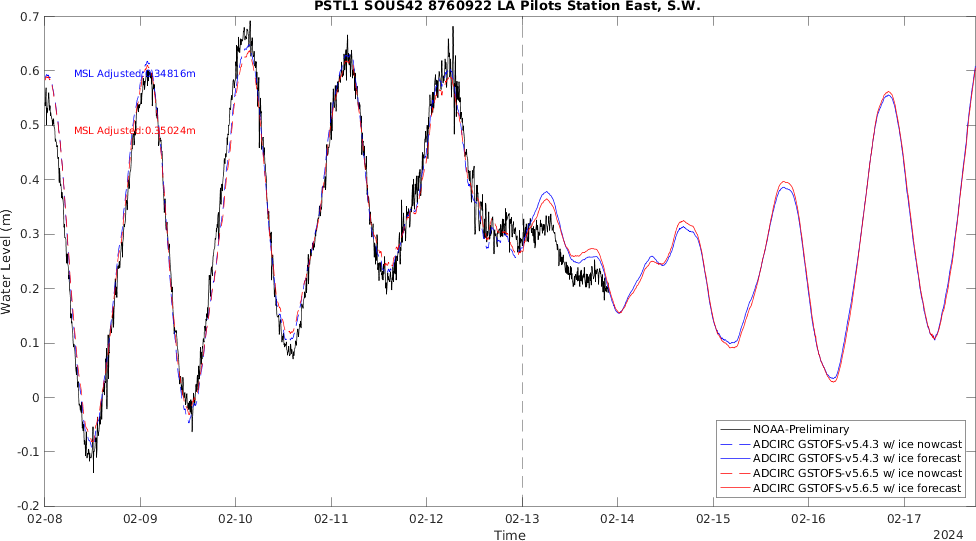 PSTL1 SOUS42 8760922 LA Pilots Station East, S.W.
0.7
0.6
0.5
0.4
0.3
0.2
0.1
0
-0.1
-0.2
Water Level (m)
MSL Adjusted:0.34816m
MSL Adjusted:0.35024m
NOAA-Preliminary
ADCIRC GSTOFS-v5.4.3 w/ ice nowcast
ADCIRC GSTOFS-v5.4.3 w/ ice forecast
ADCIRC GSTOFS-v5.6.5 w/ ice nowcast
ADCIRC GSTOFS-v5.6.5 w/ ice forecast
02-08 02-09 02-10 02-11 02-12 02-13 02-14 02-15 02-16 02-17
Time
2024